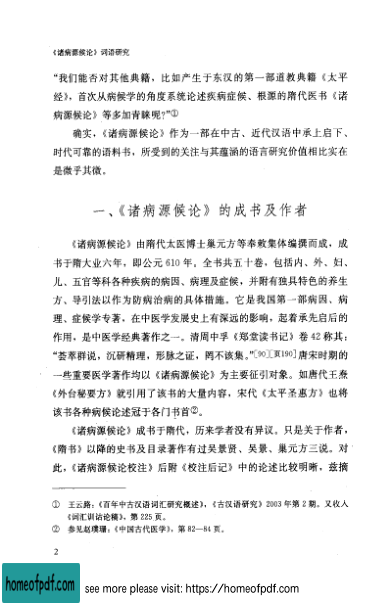 《诸病源候论》词语研究
“我们能否对其他典籍，比如产生于东汉的第一部道教典籍《太平
经》，首次从病候学的角度系统论述疾病症候、根源的隋代医书《诸
病源候论》等多加青睐呢?”①
确实，《诸病源候论》作为一部在中古、近代汉语中承上启下、
时代可靠的语料书，所受到的关注与其蕴涵的语言研究价值相比实在
是微乎其微。
一、《诸病源候论》的成书及作者
《诸病源候论》由隋代太医博士巢元方等奉敕集体编撰而成，成
书于隋大业六年，即公元 610 年。全书共五十卷，包括内、外、妇、
儿、五官等科各种疾病的病因、病理及症候，并附有独具特色的养生
方、导引法以作为防病治病的具体措施。它是我国第一部病因、病
理、症候学专著，在中医学发展史上有深远的影响，起着承先启后的
作用，是中医学经典著作之一。清周中孚《郑堂读书记》卷 42 称其：
“荟萃群说，沉研精理，形脉之证，罔不该集。”[90][页190] 唐宋时期的
一些重要医学著作均以《诸病源候论》为主要征引对象。如唐代王焘
《外台秘要方》就引用了该书的大量内容，宋代《太平圣惠方》也将
该书各种病候论述冠于各门书首②。
《诸病源候论》成书于隋代，历来学者没有异议。只是关于作者，
《隋书》以降的史书及目录著作有过吴景贤、吴景、巢元方三说。对
此，《诸病源候论校注》后附《校注后记》中的论述比较明晰，兹摘
① 王云路：《百年中古汉语词汇研究概述》，《古汉语研究》2003 年第 2 期。又收入
《词汇训诂论稿》，第 225 页。
② 参见赵璞珊：《中国古代医学》，第 82—84 页。
2
homeofpdf.com
see more please visit: https://homeofpdf.com